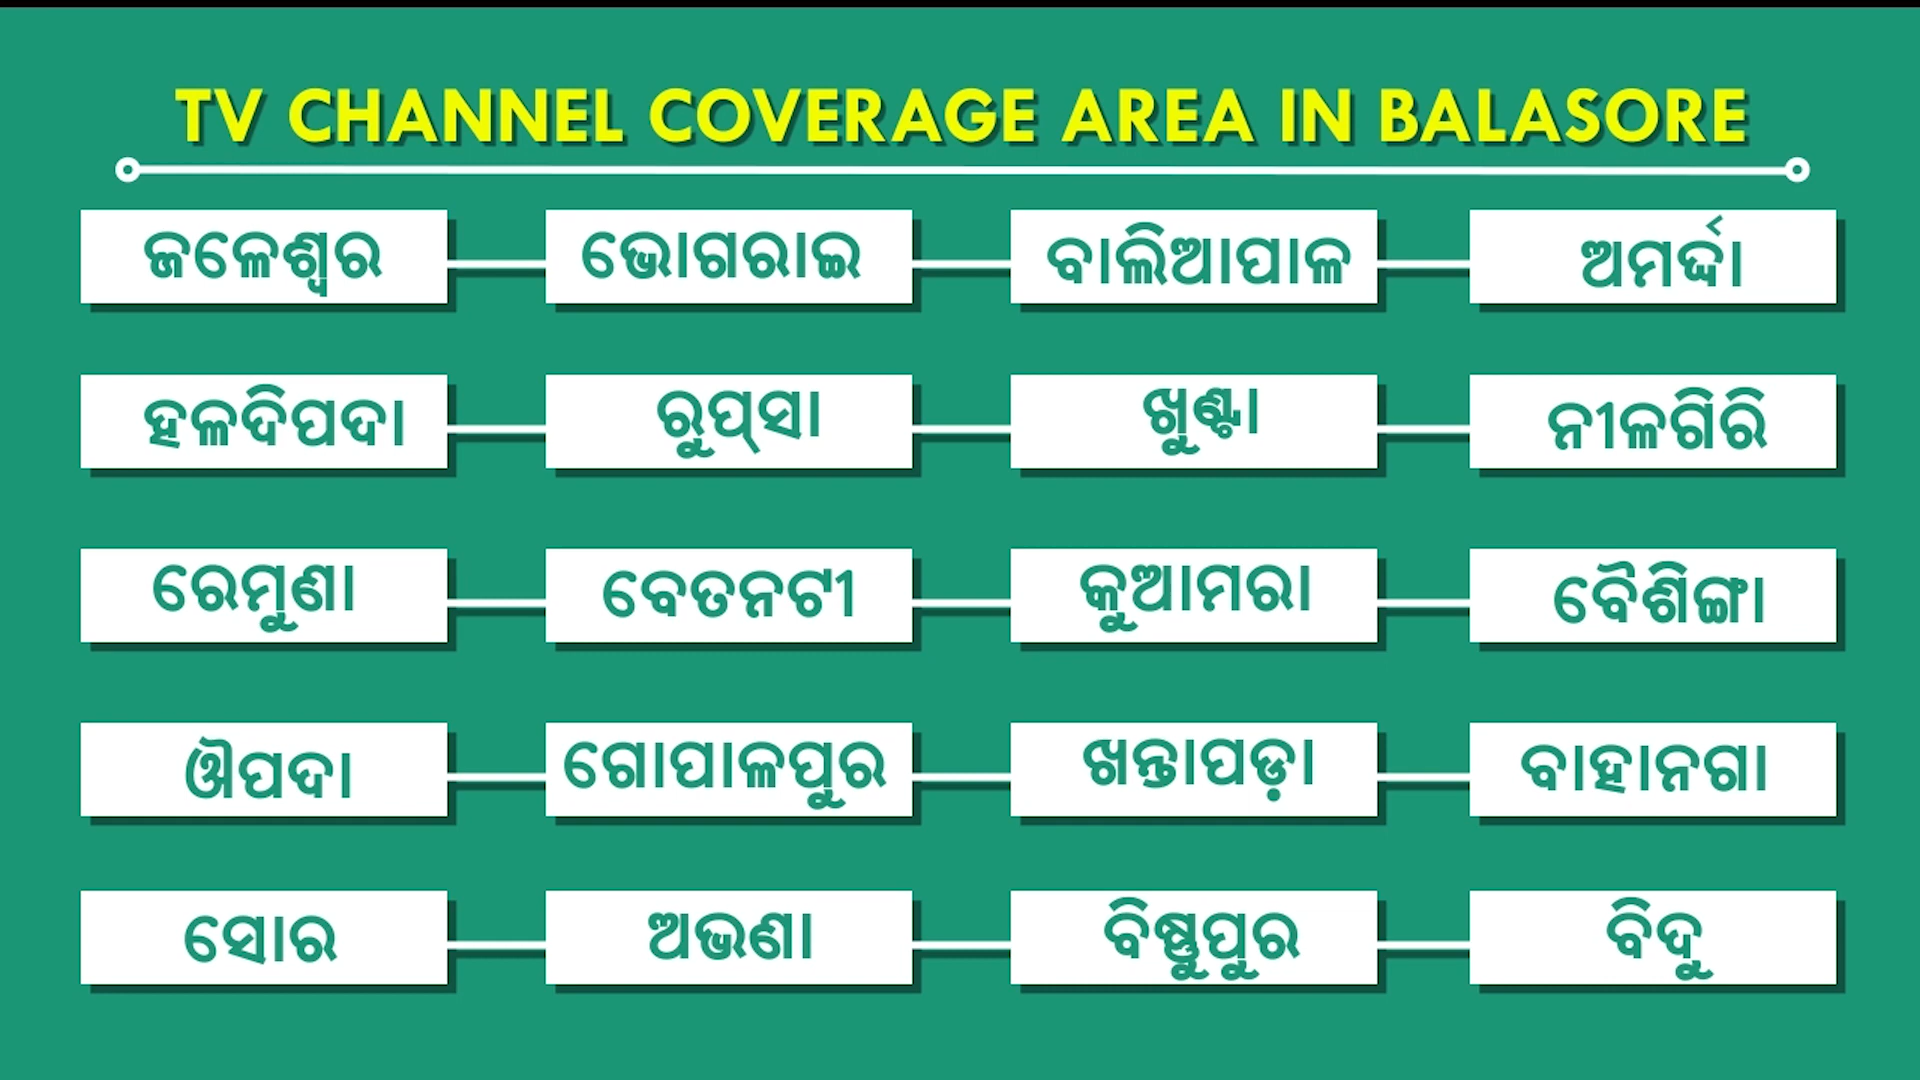 TV CHANNEL COVERAGE AREA IN BALASORE
ଜଳେଶ୍ୱର ଭୋଗରାଇ ବାଲିଆପାଳ ଅମର୍ଦ୍ଦା
ହଳଦିପଦା ରୁପ୍‌ସା ଖୁଣ୍ଟା ନୀଳଗିରି
ରେମୁଣା ବେତନଟୀ କୁଆମରା ବୈଶିଙ୍ଗା
ଔପଦା ଗୋପାଳପୁର ଖନ୍ତାପଡ଼ା ବାହାନଗା
ସୋର ଅଭଣା ବିଷ୍ଣୁପୁର ବିଦୁ